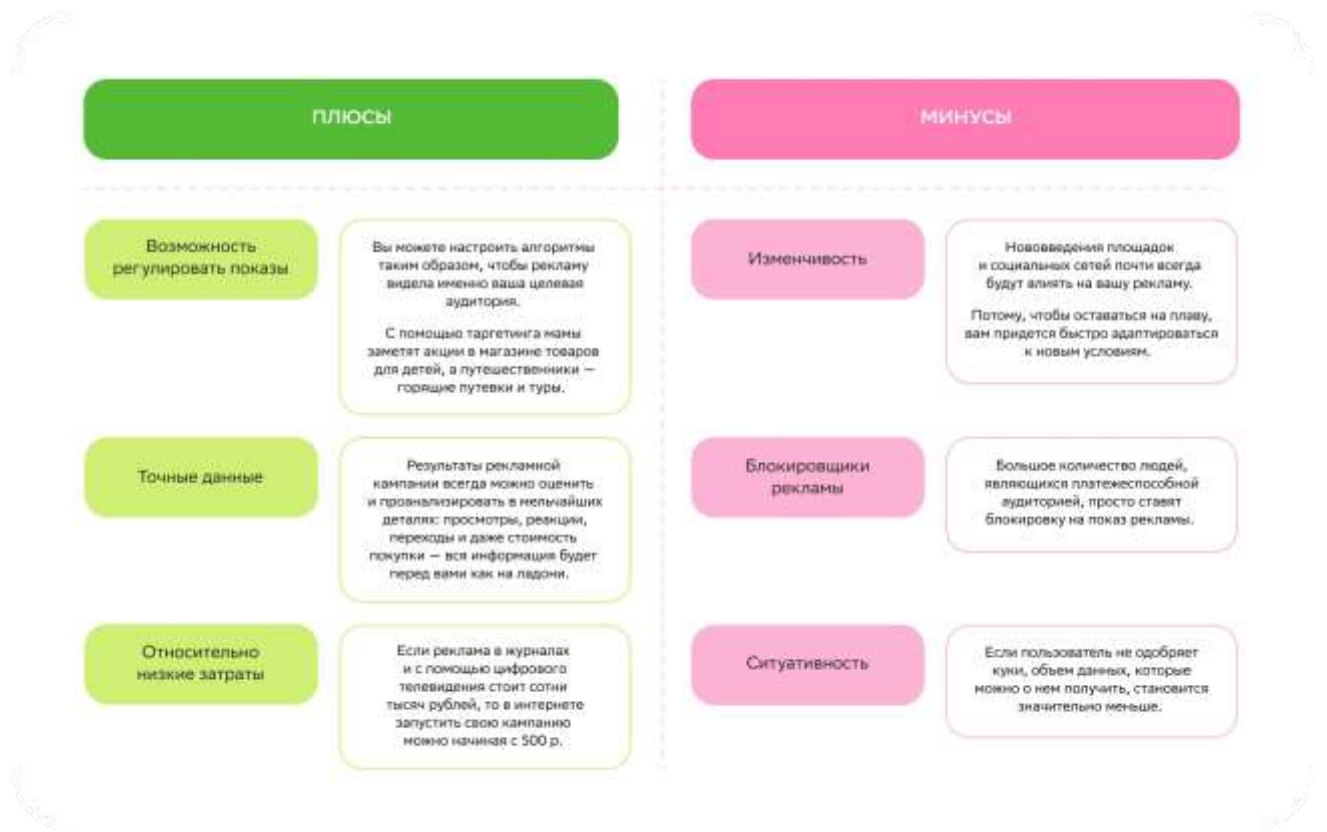 ПЛЮСЫ
МИНУСЫ
Возможность
регулировать показы
Вы можете настроить алгоритмы
таким образом, чтобы рекламу
видела именно ваша целевая
аудитория.
С помощью таргетинга мамы
заметят акции в магазине товаров
для детей, а путешественники —
горящие путевки и туры.
Изменчивость
Нововведения площадок
и социальных сетей почти всегда
будут влиять на вашу рекламу.
Потому, чтобы оставаться на плаву,
вам придется быстро адаптироваться
к новым условиям.
Точные данные
Результаты рекламной
кампании всегда можно оценить
и проанализировать в мельчайших
деталях: просмотры, реакции,
переходы и даже стоимость
покупки — вся информация будет
перед вами как на ладони.
Блокировщики
рекламы
Большое количество людей,
являющихся платежеспособной
аудиторией, просто ставят
блокировку на показ рекламы.
Относительно
низкие затраты
Если реклама в журналах
и с помощью цифрового
телевидения стоит сотни
тысяч рублей, то в интернете
запустить свою кампанию
можно начиная с 500 р.
Ситуативность
Если пользователь не одобряет
куки, объем данных, которые
можно о нем получить, становится
значительно меньше.